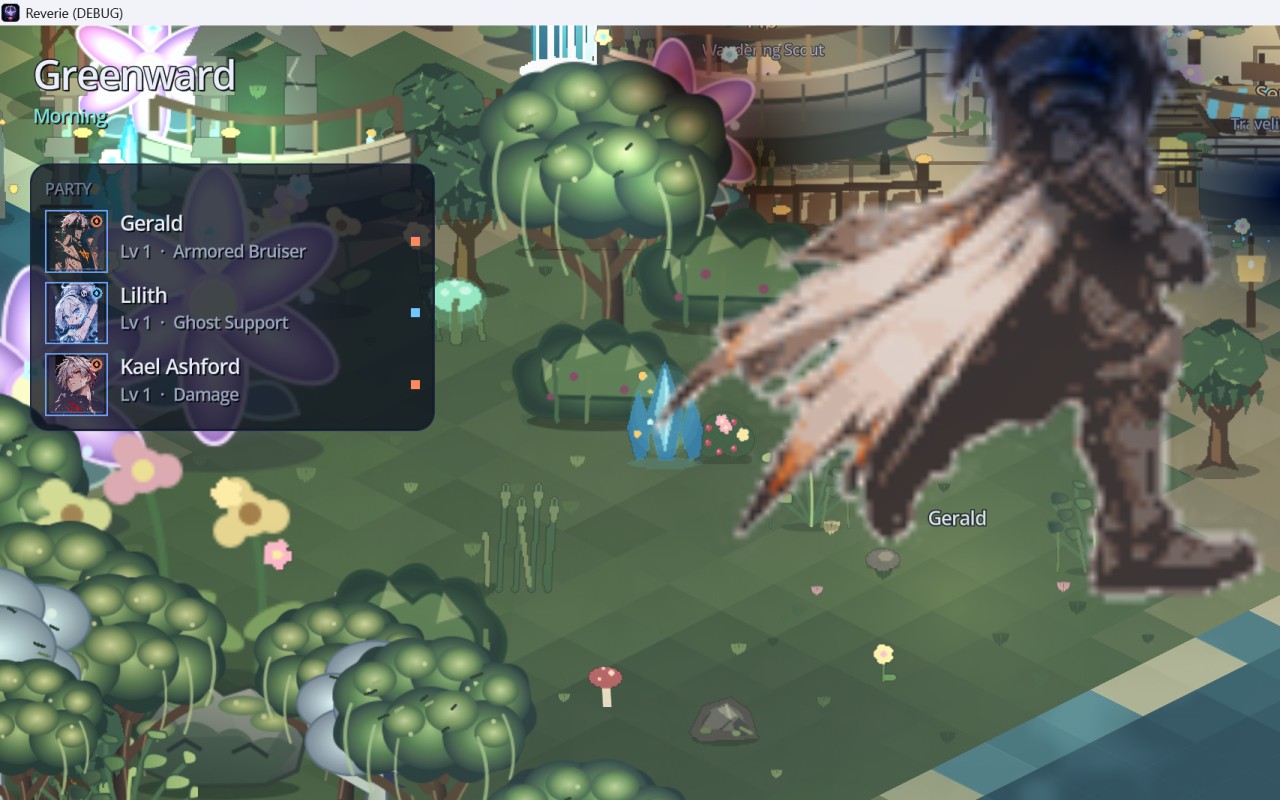 Reverie (DEBUG)
Greenward
Morning
Wandering Scout
PARTY
Gerald
Lv 1 · Armored Bruiser
Lilith
Lv 1 · Ghost Support
Kael Ashford
Lv 1 · Damage
Gerald